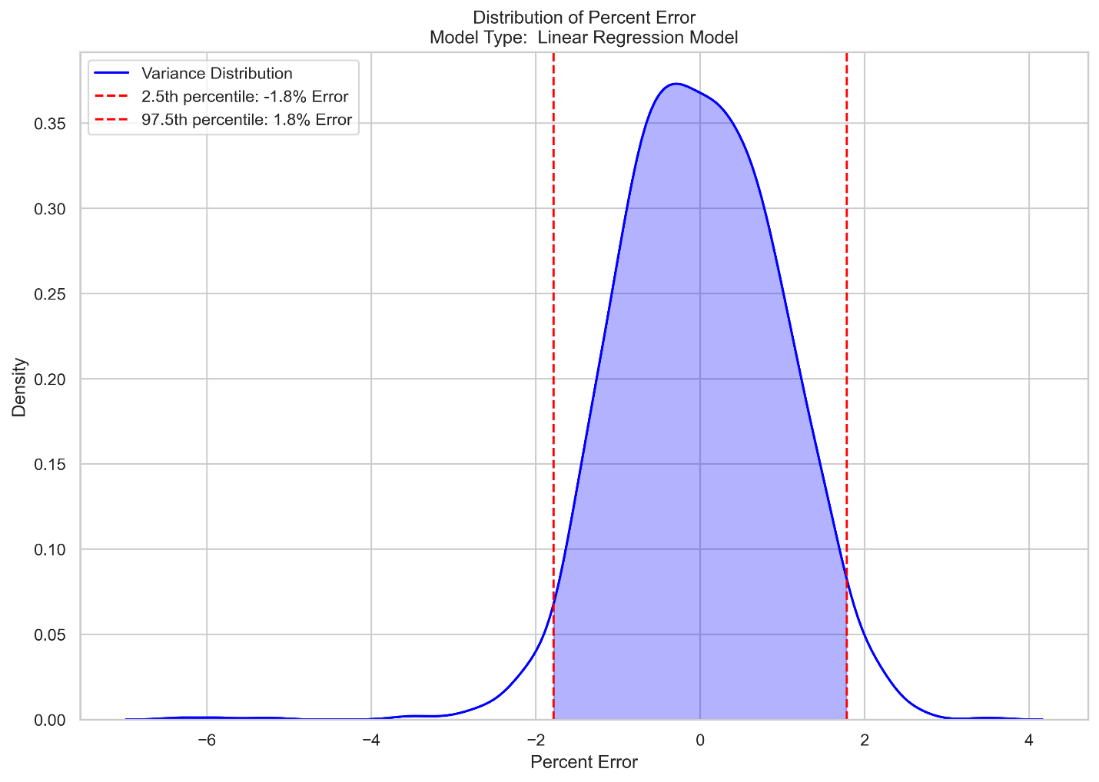 Distribution of Percent Error
Model Type:  Linear Regression Model
Variance Distribution
2.5th percentile: -1.8% Error
97.5th percentile: 1.8% Error
0.35
0.30
0.25
0.20
0.15
0.10
0.05
0.00
Density
−6
−4
−2
0
2
4
Percent Error